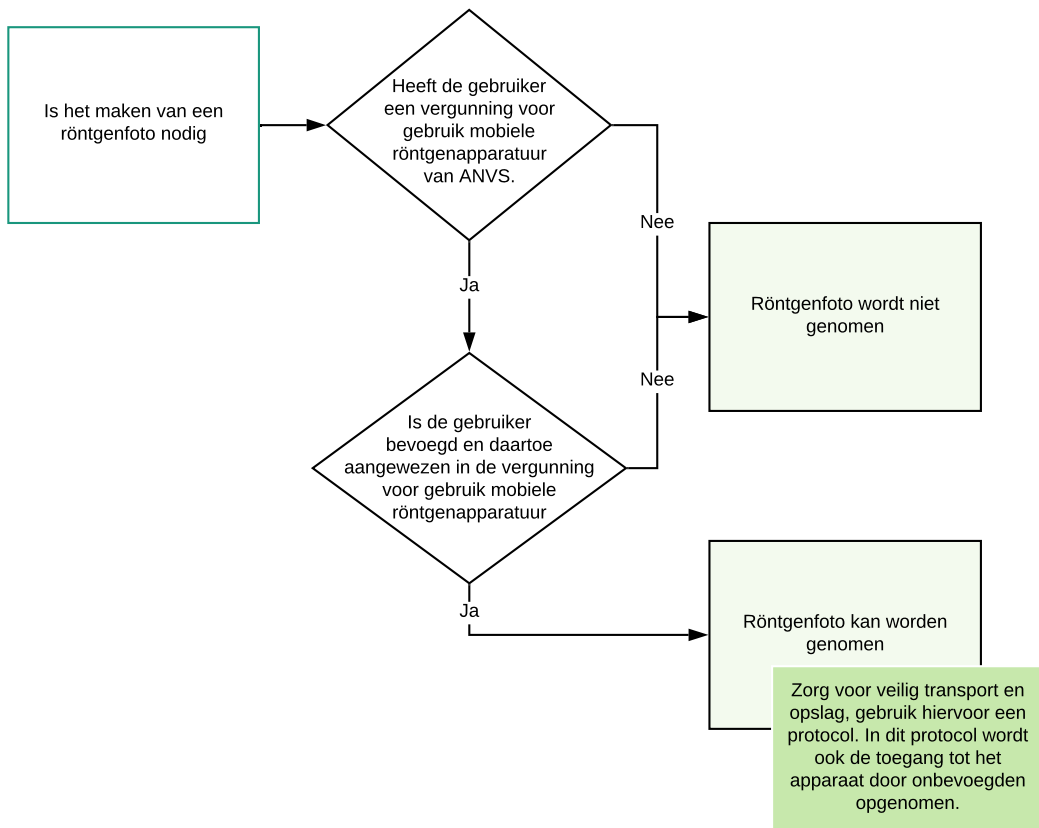 Is het maken van een
röntgenfoto nodig
Heeft de gebruiker
een vergunning voor
gebruik mobiele
röntgenapparatuur
van ANVS.
Nee
Ja
Röntgenfoto wordt niet
genomen
Nee
Is de gebruiker
bevoegd en daartoe
aangewezen in de vergunning
voor gebruik mobiele
röntgenapparatuur
Ja
Röntgenfoto kan worden
genomen
Zorg voor veilig transport en
opslag, gebruik hiervoor een
protocol. In dit protocol wordt
ook de toegang tot het
apparaat door onbevoegden
opgenomen.